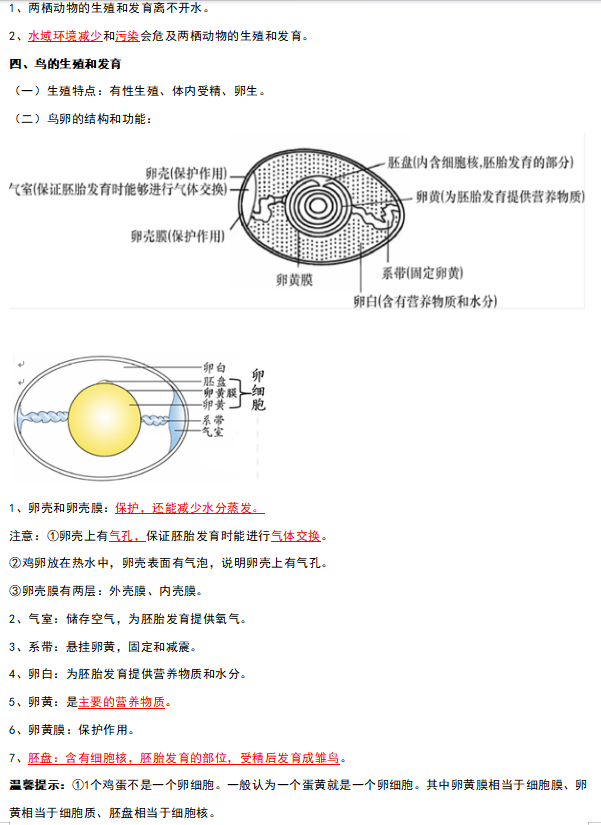 1、两栖动物的生殖和发育离不开水。
2、水域环境减少和污染会危及两栖动物的生殖和发育。
四、鸟的生殖和发育
（一）生殖特点：有性生殖、体内受精、卵生。
（二）鸟卵的结构和功能：
胚盘(内含细胞核,胚胎发育的部分)
卵壳(保护作用)
气室(保证胚胎发育时能够进行气体交换)
卵黄(为胚胎发育提供营养物质)
卵壳膜(保护作用)
系带(固定卵黄)
卵黄膜
卵白(含有营养物质和水分)
卵白
胚盘
卵黄膜
卵黄
系带
气室
卵细胞
1、卵壳和卵壳膜：保护，还能减少水分蒸发。
注意：①卵壳上有气孔，保证胚胎发育时能进行气体交换。
②鸡卵放在热水中，卵壳表面有气泡，说明卵壳上有气孔。
③卵壳膜有两层：外壳膜、内壳膜。
2、气室：储存空气，为胚胎发育提供氧气。
3、系带：悬挂卵黄，固定和减震。
4、卵白：为胚胎发育提供营养物质和水分。
5、卵黄：是主要的营养物质。
6、卵黄膜：保护作用。
7、胚盘：含有细胞核，胚胎发育的部位，受精后发育成雏鸟。
温馨提示：①1个鸡蛋不是一个卵细胞。一般认为一个蛋黄就是一个卵细胞。其中卵黄膜相当于细胞膜、卵
黄相当于细胞质、胚盘相当于细胞核。